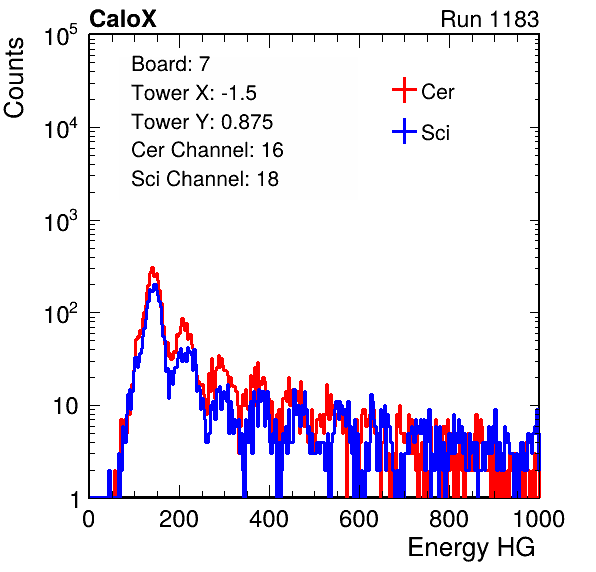 CaloX Run 1183
Counts
10^5
10^4
10^3
10^2
10
1
Board: 7
Tower X: -1.5
Tower Y: 0.875
Cer Channel: 16
Sci Channel: 18
Cer
Sci
0 200 400 600 800 1000
Energy HG